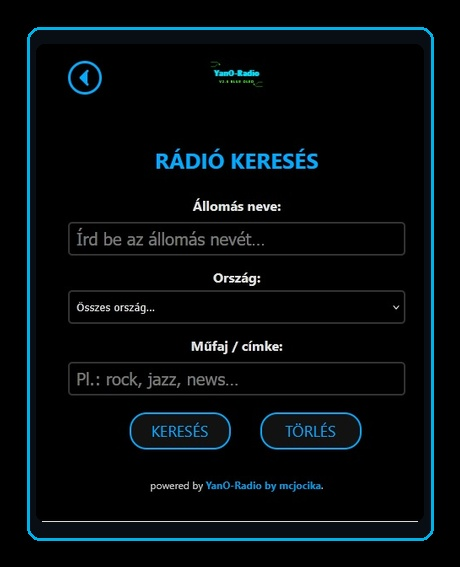 YanO-Radio
RÁDIÓ KERESÉS
Állomás neve:
Írd be az állomás nevét...
Ország:
Összes ország...
Műfaj / címke:
Pl.: rock, jazz, news...
KERESÉS
TÖRLÉS
powered by YanO-Radio by mcjocika.